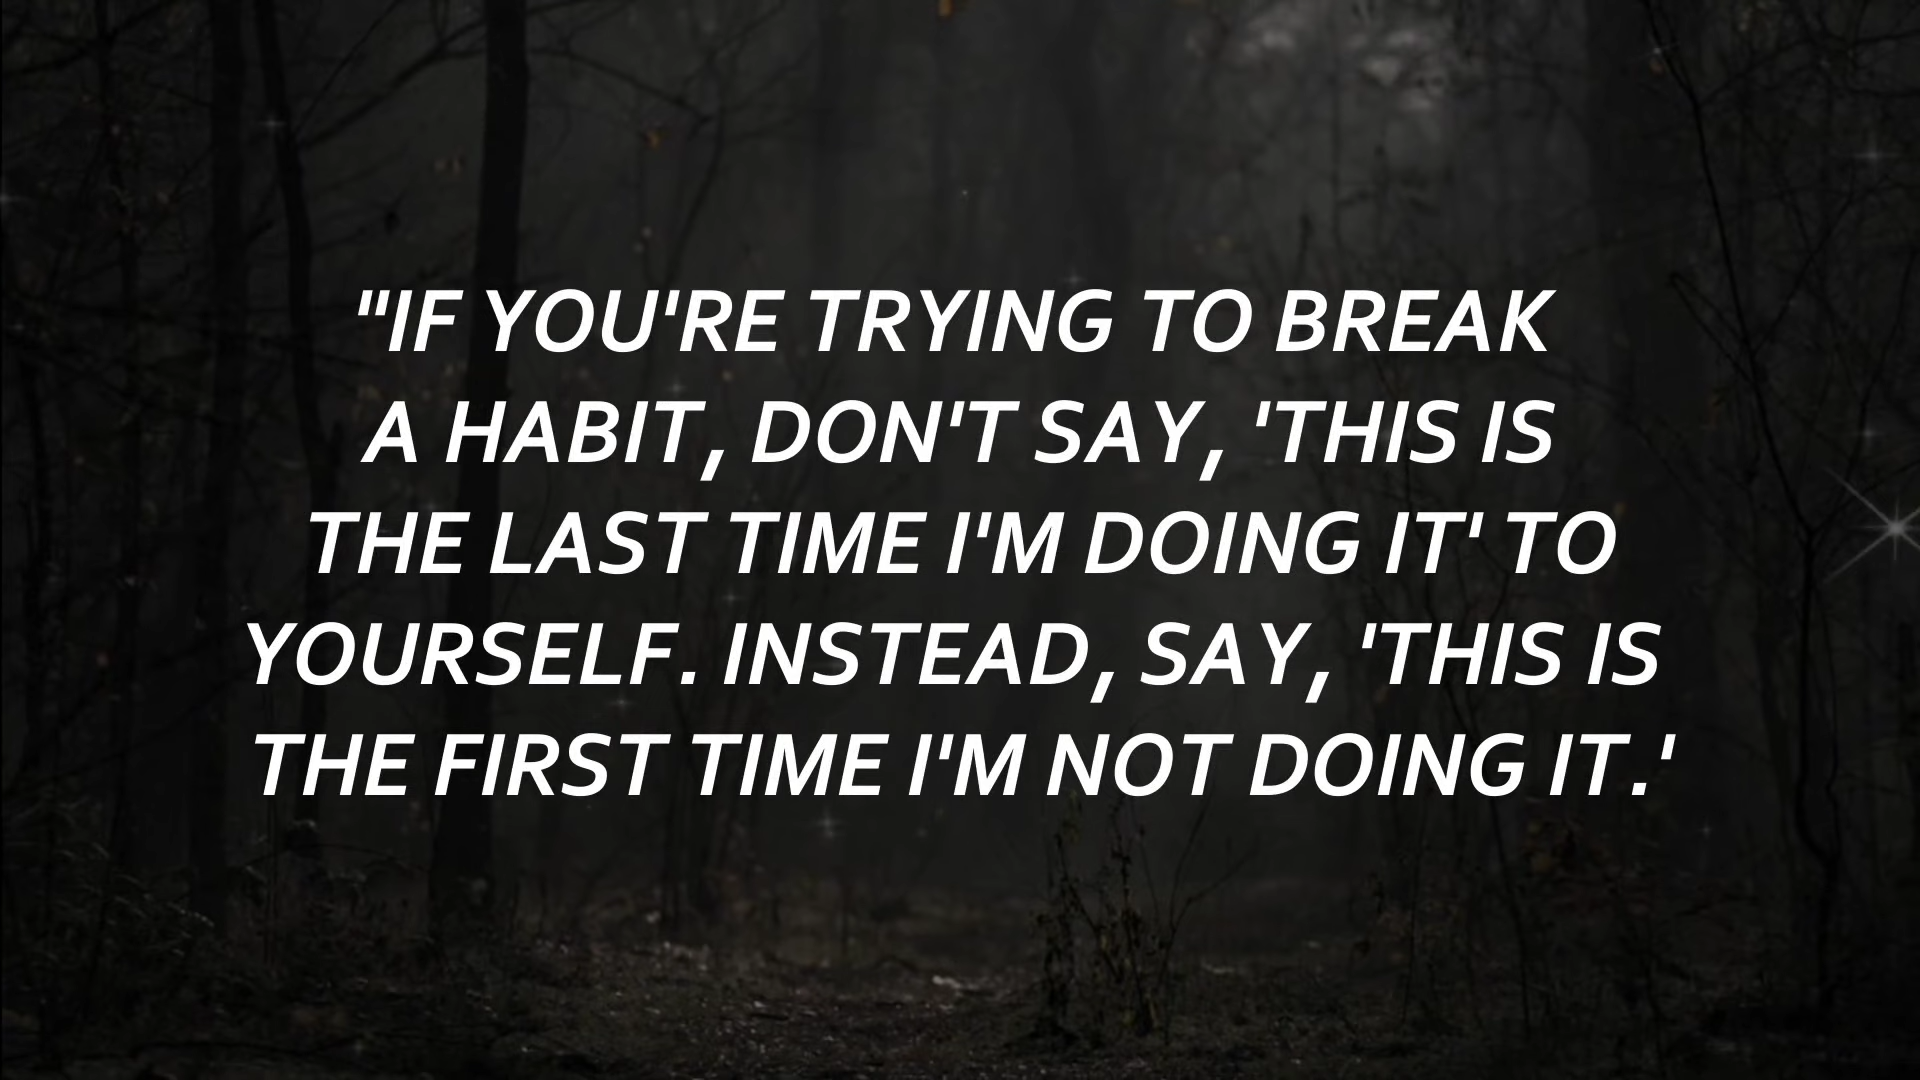 "IF YOU'RE TRYING TO BREAK
A HABIT, DON'T SAY, 'THIS IS
THE LAST TIME I'M DOING IT' TO
YOURSELF. INSTEAD, SAY, 'THIS IS
THE FIRST TIME I'M NOT DOING IT.'